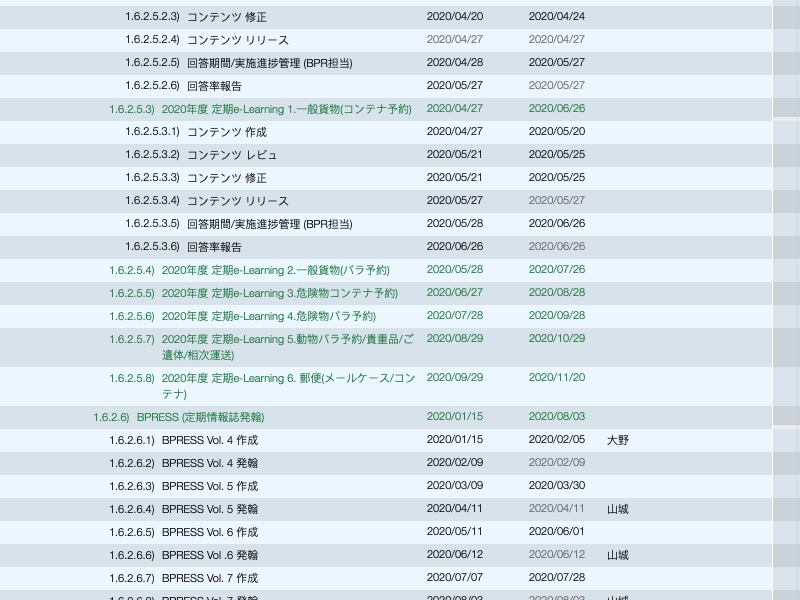 1.6.2.5.2.3) コンテンツ 修正 2020/04/20 2020/04/24
1.6.2.5.2.4) コンテンツ リリース 2020/04/27 2020/04/27
1.6.2.5.2.5) 回答期間/実施進捗管理 (BPR担当) 2020/04/28 2020/05/27
1.6.2.5.2.6) 回答率報告 2020/05/27 2020/05/27
1.6.2.5.3) 2020年度 定期e-Learning 1.一般貨物(コンテナ予約) 2020/04/27 2020/06/26
1.6.2.5.3.1) コンテンツ 作成 2020/04/27 2020/05/20
1.6.2.5.3.2) コンテンツ レビュ 2020/05/21 2020/05/25
1.6.2.5.3.3) コンテンツ 修正 2020/05/21 2020/05/25
1.6.2.5.3.4) コンテンツ リリース 2020/05/27 2020/05/27
1.6.2.5.3.5) 回答期間/実施進捗管理 (BPR担当) 2020/05/28 2020/06/26
1.6.2.5.3.6) 回答率報告 2020/06/26 2020/06/26
1.6.2.5.4) 2020年度 定期e-Learning 2.一般貨物(バラ予約) 2020/05/28 2020/07/26
1.6.2.5.5) 2020年度 定期e-Learning 3.危険物コンテナ予約) 2020/06/27 2020/08/28
1.6.2.5.6) 2020年度 定期e-Learning 4.危険物バラ予約) 2020/07/28 2020/09/28
1.6.2.5.7) 2020年度 定期e-Learning 5.動物バラ予約/貴重品/ご 2020/08/29 2020/10/29
遺体/相次運送)
1.6.2.5.8) 2020年度 定期e-Learning 6. 郵便(メールケース/コン 2020/09/29 2020/11/20
テナ)
1.6.2.6) BPRESS (定期情報誌発翰) 2020/01/15 2020/08/03
1.6.2.6.1) BPRESS Vol. 4 作成 2020/01/15 2020/02/05 大野
1.6.2.6.2) BPRESS Vol. 4 発翰 2020/02/09 2020/02/09
1.6.2.6.3) BPRESS Vol. 5 作成 2020/03/09 2020/03/30
1.6.2.6.4) BPRESS Vol. 5 発翰 2020/04/11 2020/04/11 山城
1.6.2.6.5) BPRESS Vol. 6 作成 2020/05/11 2020/06/01
1.6.2.6.6) BPRESS Vol .6 発翰 2020/06/12 2020/06/12 山城
1.6.2.6.7) BPRESS Vol. 7 作成 2020/07/07 2020/07/28
1.6.2.6.8) BPRESS Vol. 7 発翰 2020/08/03 2020/08/03 山城